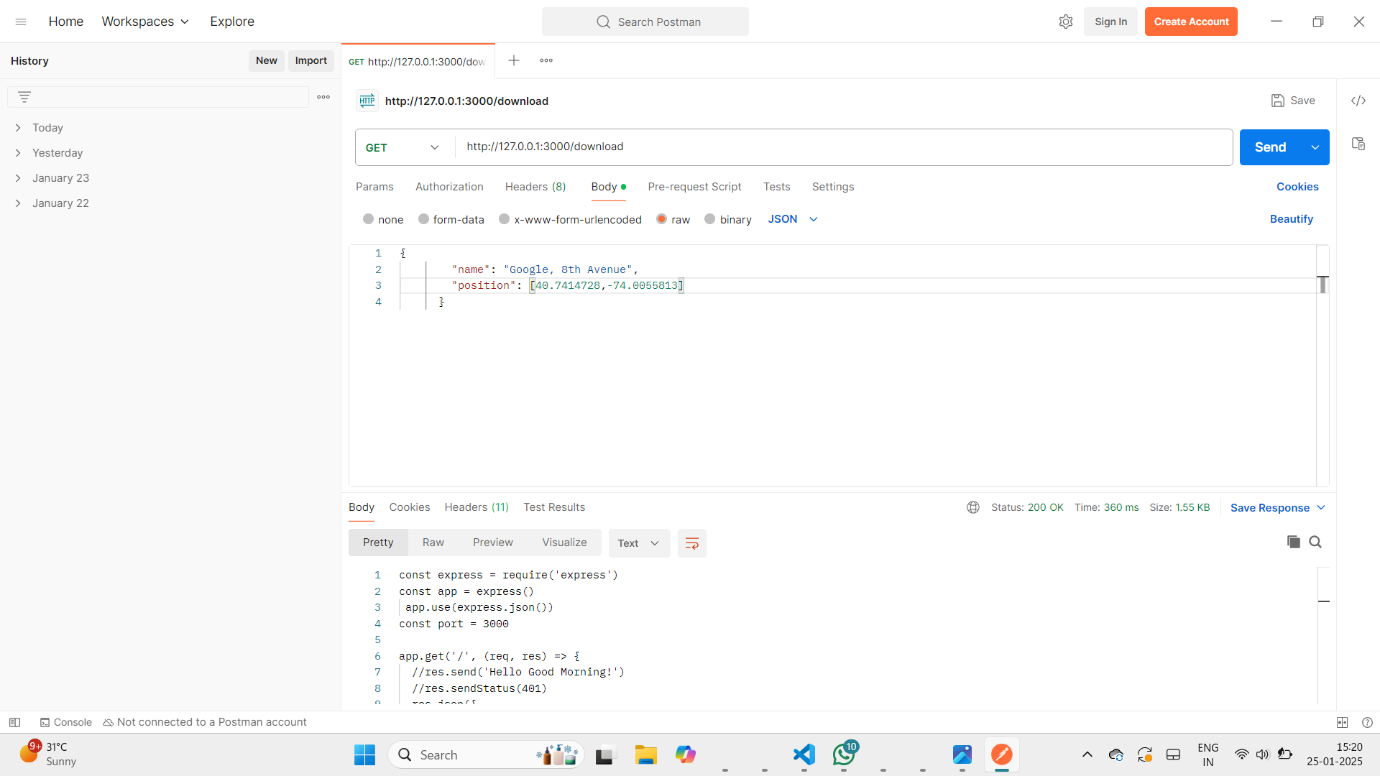 Home Workspaces Explore Search Postman Sign In Create Account
History New Import GET http://127.0.0.1:3000/dow
Today
Yesterday
January 23
January 22
HTTP http://127.0.0.1:3000/download Save
GET http://127.0.0.1:3000/download Send
Params Authorization Headers (8) Body Pre-request Script Tests Settings Cookies
none form-data x-www-form-urlencoded raw binary JSON Beautify
1 {
2 "name": "Google, 8th Avenue",
3 "position": [40.7414728,-74.0055813]
4 }
Body Cookies Headers (11) Test Results Status: 200 OK Time: 360 ms Size: 1.55 KB Save Response
Pretty Raw Preview Visualize Text
1 const express = require('express')
2 const app = express()
3 app.use(express.json())
4 const port = 3000
5
6 app.get('/', (req, res) => {
7 //res.send('Hello Good Morning!')
8 //res.sendStatus(401)
9 res.json([
Console Not connected to a Postman account
9+ 31°C
Sunny
Search
10
ENG
IN
15:20
25-01-2025